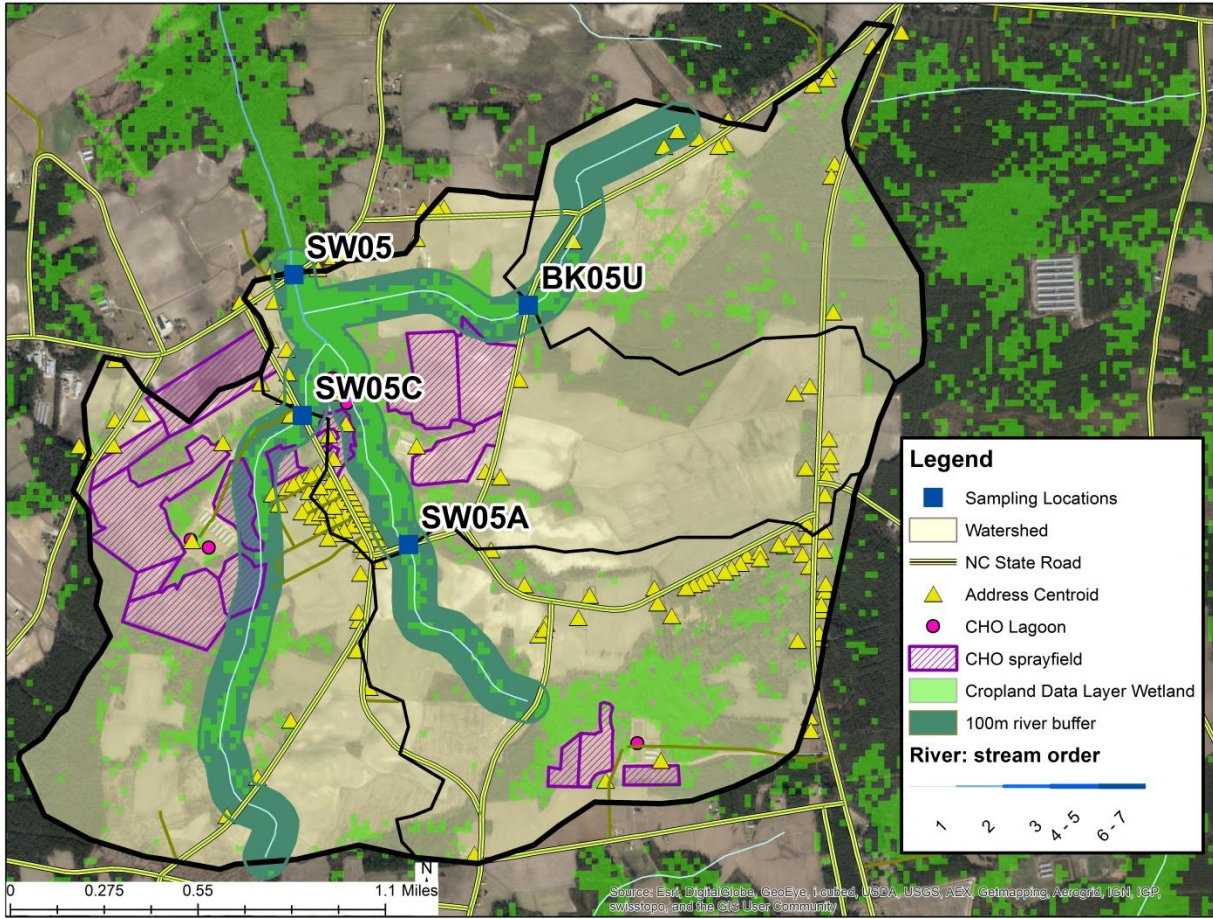 SW05
BK05U
SW05C
SW05A
Legend
Sampling Locations
Watershed
NC State Road
Address Centroid
CHO Lagoon
CHO sprayfield
Cropland Data Layer Wetland
100m river buffer
River: stream order
1 2 3 4 - 5 6 - 7
N
0 0.275 0.55 1.1 Miles
Source: Esri, DigitalGlobe, GeoEye, i-cubed, USDA, USGS, AEX, Getmapping, Aerogrid, IGN, IGP,
swisstopo, and the GIS User Community